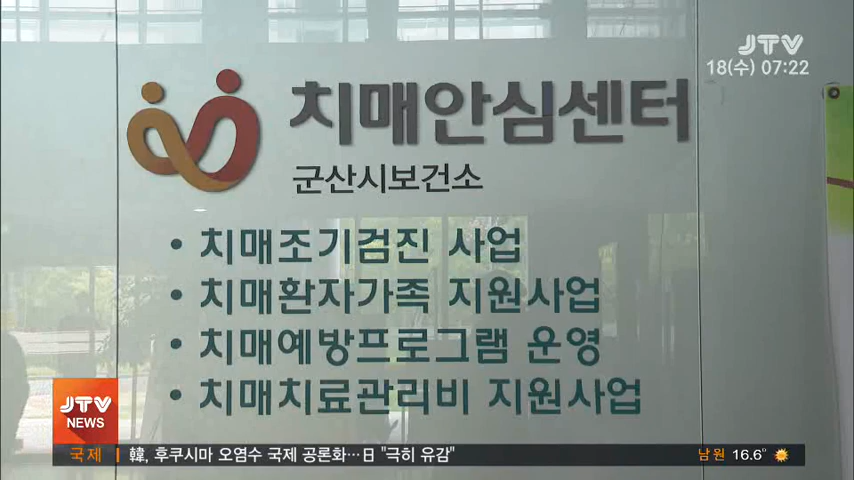 JTV
18(수) 07:22
치매안심센터
군산시보건소
• 치매조기검진 사업
• 치매환자가족 지원사업
• 치매예방프로그램 운영
• 치매치료관리비 지원사업
JTV
NEWS
국제 | 韓, 후쿠시마 오염수 국제 공론화…日 "극히 유감" 남원 16.6°